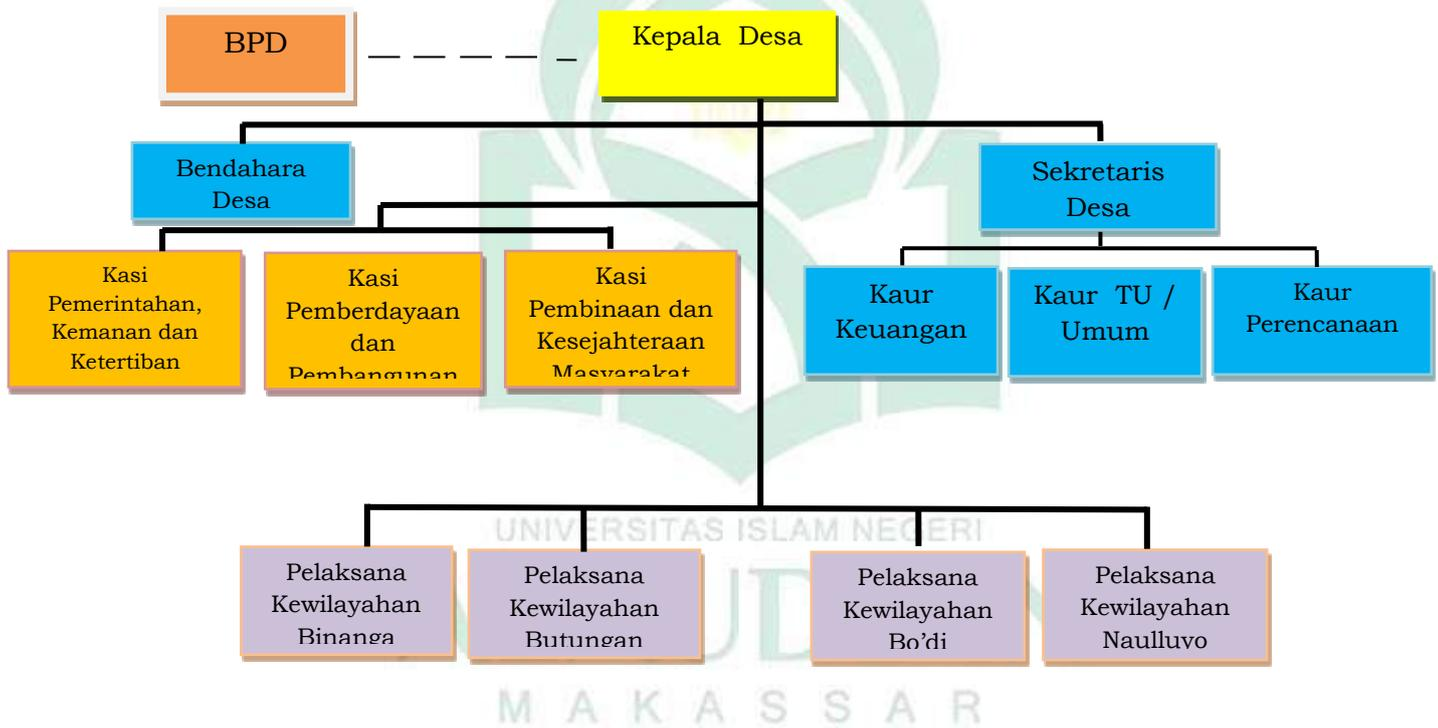 BPD
Kepala Desa
Bendahara
Desa
Sekretaris
Desa
Kasi
Pemerintahan,
Kemanan dan
Ketertiban
Kasi
Pemberdayaan
dan
Pembangunan
Kasi
Pembinaan dan
Kesejahteraan
Masyarakat
Kaur
Keuangan
Kaur TU /
Umum
Kaur
Perencanaan
UNIVERSITAS ISLAM NEGERI
Pelaksana
Kewilayahan
Binanga
Pelaksana
Kewilayahan
Butungan
Pelaksana
Kewilayahan
Bo’di
Pelaksana
Kewilayahan
MAKASSAR